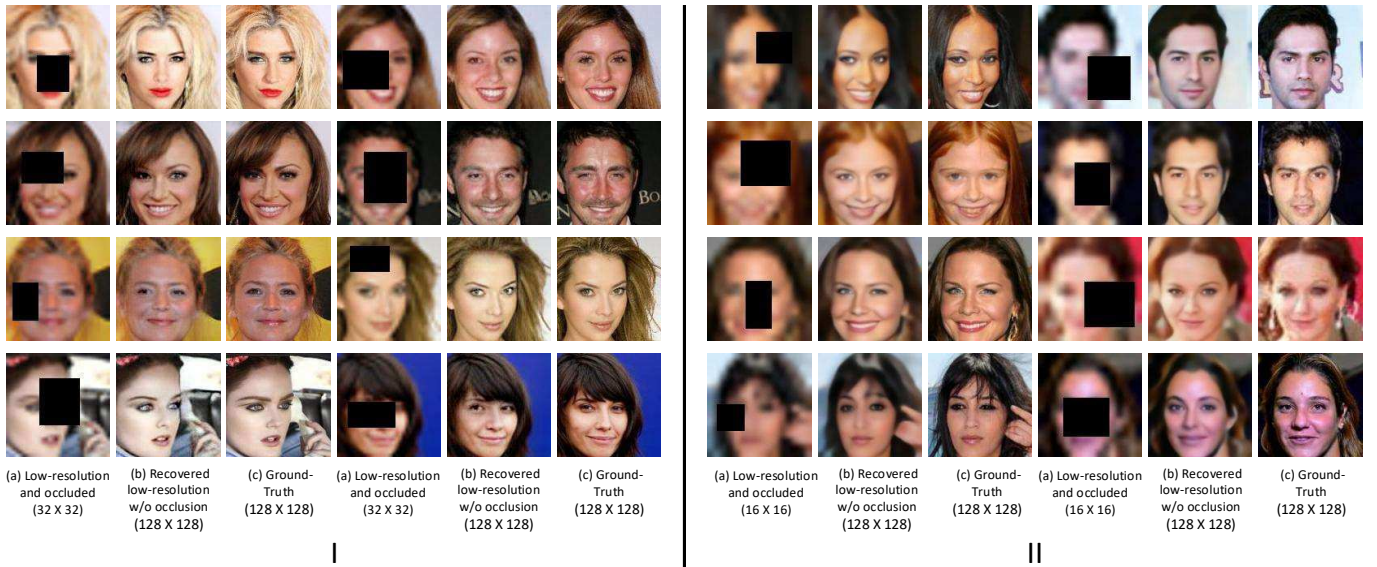 (a) Low-resolution
and occluded
(32 X 32)
(b) Recovered
low-resolution
w/o occlusion
(128 X 128)
(c) Ground-
Truth
(128 X 128)
(a) Low-resolution
and occluded
(32 X 32)
(b) Recovered
low-resolution
w/o occlusion
(128 X 128)
(c) Ground-
Truth
(128 X 128)
I
(a) Low-resolution
and occluded
(16 X 16)
(b) Recovered
low-resolution
w/o occlusion
(128 X 128)
(c) Ground-
Truth
(128 X 128)
(a) Low-resolution
and occluded
(16 X 16)
(b) Recovered
low-resolution
w/o occlusion
(128 X 128)
(c) Ground-
Truth
(128 X 128)
II